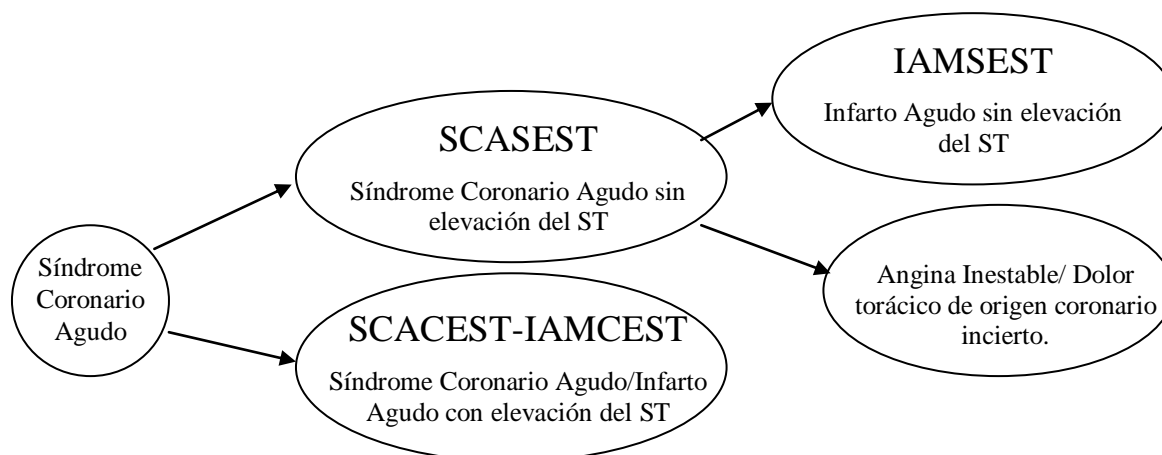 Síndrome
Coronario
Agudo
SCASEST
Síndrome Coronario Agudo sin
elevación del ST
SCACEST-IAMCEST
Síndrome Coronario Agudo/Infarto
Agudo con elevación del ST
IAMSEST
Infarto Agudo sin elevación
del ST
Angina Inestable/ Dolor
torácico de origen coronario
incierto.